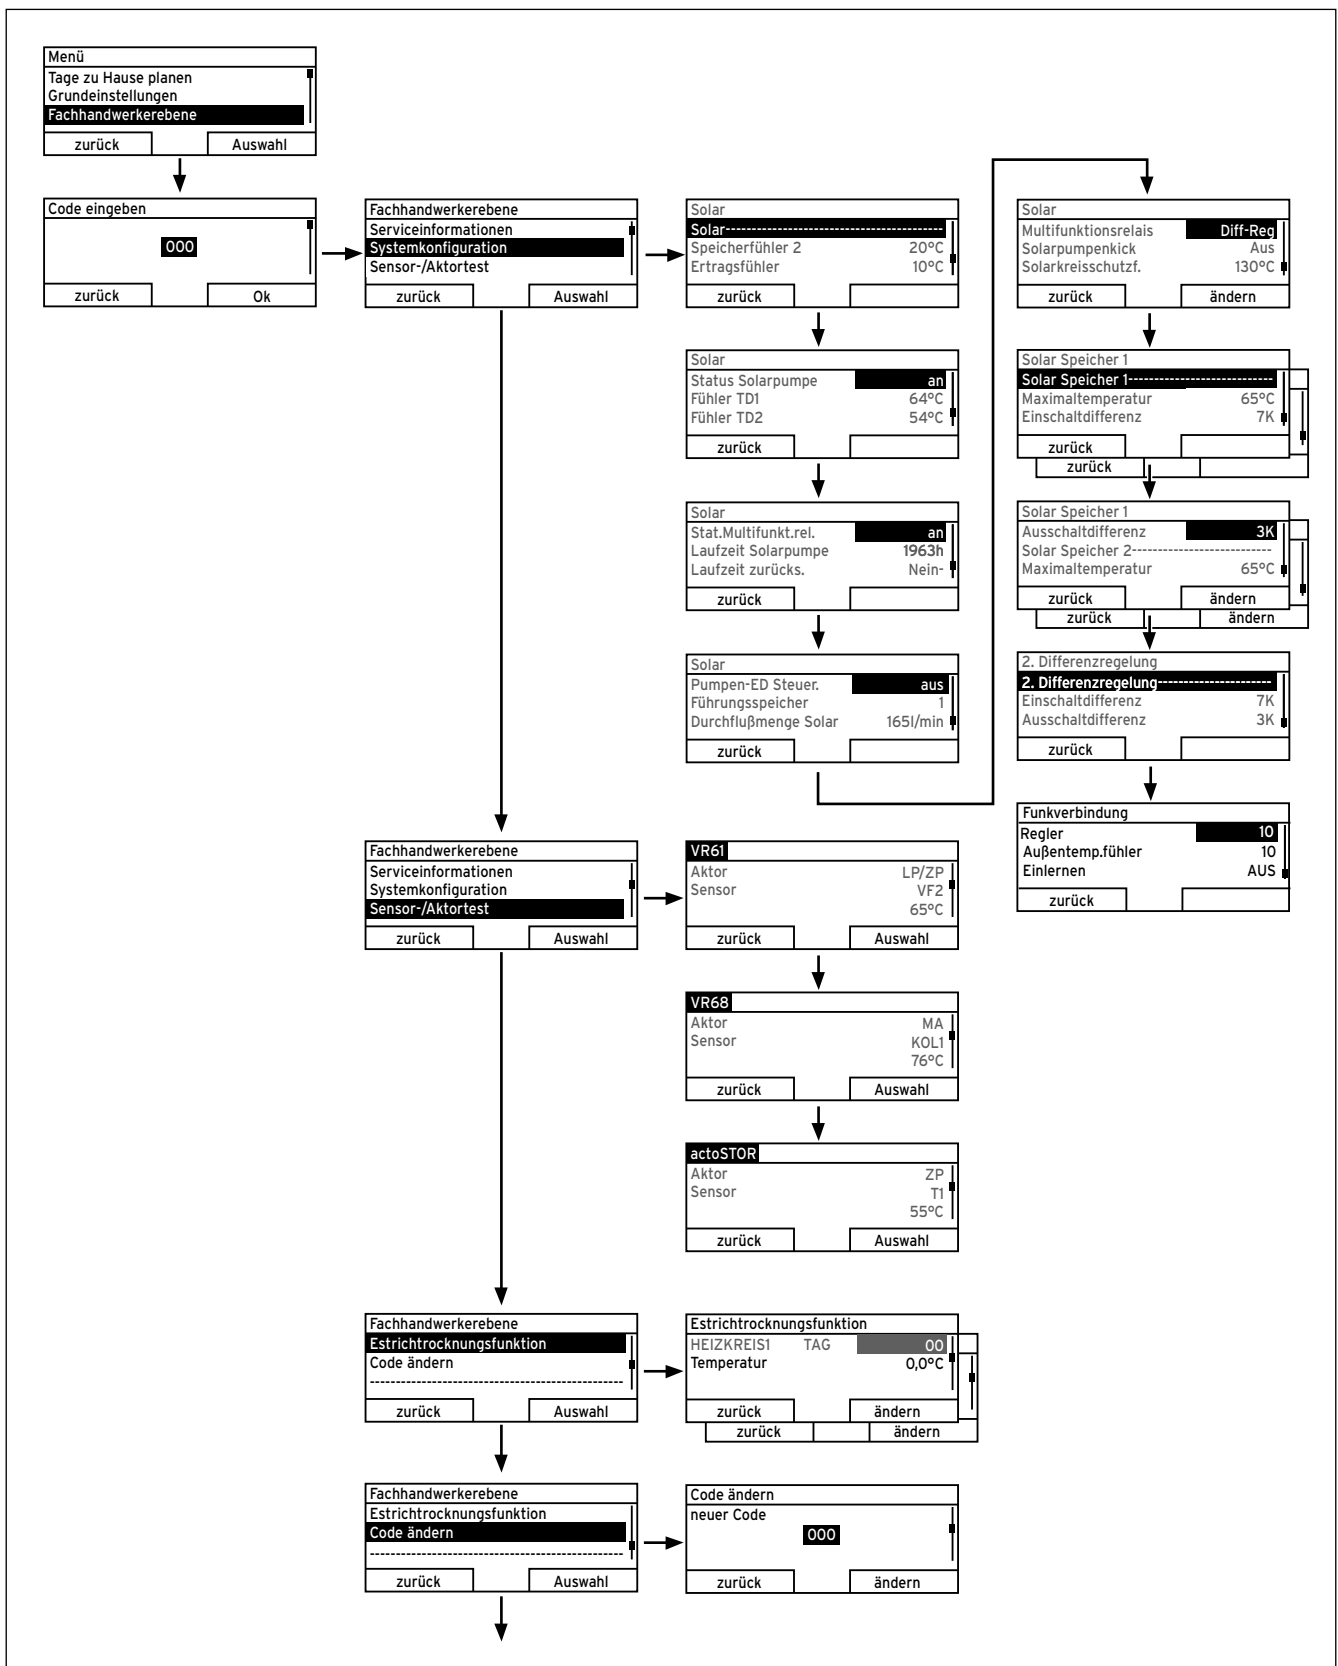 Menü
Tage zu Hause planen
Grundeinstellungen
Fachhandwerkerebene
zurück Auswahl
Code eingeben
000
zurück Ok
Fachhandwerkerebene
Serviceinformationen
Systemkonfiguration
Sensor-/Aktortest
zurück Auswahl
Solar
Solar------------------------------------------
Speicherfühler 2 20°C
Ertragsfühler 10°C
zurück
Solar
Status Solarpumpe an
Fühler TD1 64°C
Fühler TD2 54°C
zurück
Solar
Stat.Multifunkt.rel. an
Laufzeit Solarpumpe 1963h
Laufzeit zurücks. Nein-
zurück
Solar
Pumpen-ED Steuer. aus
Führungsspeicher 1
Durchflußmenge Solar 165l/min
zurück
Solar
Multifunktionsrelais Diff-Reg
Solarpumpenkick Aus
Solarkreisschutzf. 130°C
zurück ändern
Solar Speicher 1
Solar Speicher 1----------------------------
Maximaltemperatur 65°C
Einschaltdifferenz 7K
zurück
zurück
Solar Speicher 1
Ausschaltdifferenz 3K
Solar Speicher 2---------------------------
Maximaltemperatur 65°C
zurück ändern
zurück ändern
2. Differenzregelung
2. Differenzregelung----------------------
Einschaltdifferenz 7K
Ausschaltdifferenz 3K
zurück
Funkverbindung
Regler 10
Außentemp.fühler 10
Einlernen AUS
zurück
Fachhandwerkerebene
Serviceinformationen
Systemkonfiguration
Sensor-/Aktortest
zurück Auswahl
VR61
Aktor LP/ZP
Sensor VF2
65°C
zurück Auswahl
VR68
Aktor MA
Sensor KOL1
76°C
zurück Auswahl
actoSTOR
Aktor ZP
Sensor T1
55°C
zurück Auswahl
Fachhandwerkerebene
Estrichtrocknungsfunktion
Code ändern
-------------------------------------------------
zurück Auswahl
Estrichtrocknungsfunktion
HEIZKREIS1 TAG 00
Temperatur 0,0°C
zurück ändern
zurück ändern
Fachhandwerkerebene
Estrichtrocknungsfunktion
Code ändern
-------------------------------------------------
zurück Auswahl
Code ändern
neuer Code
000
zurück ändern